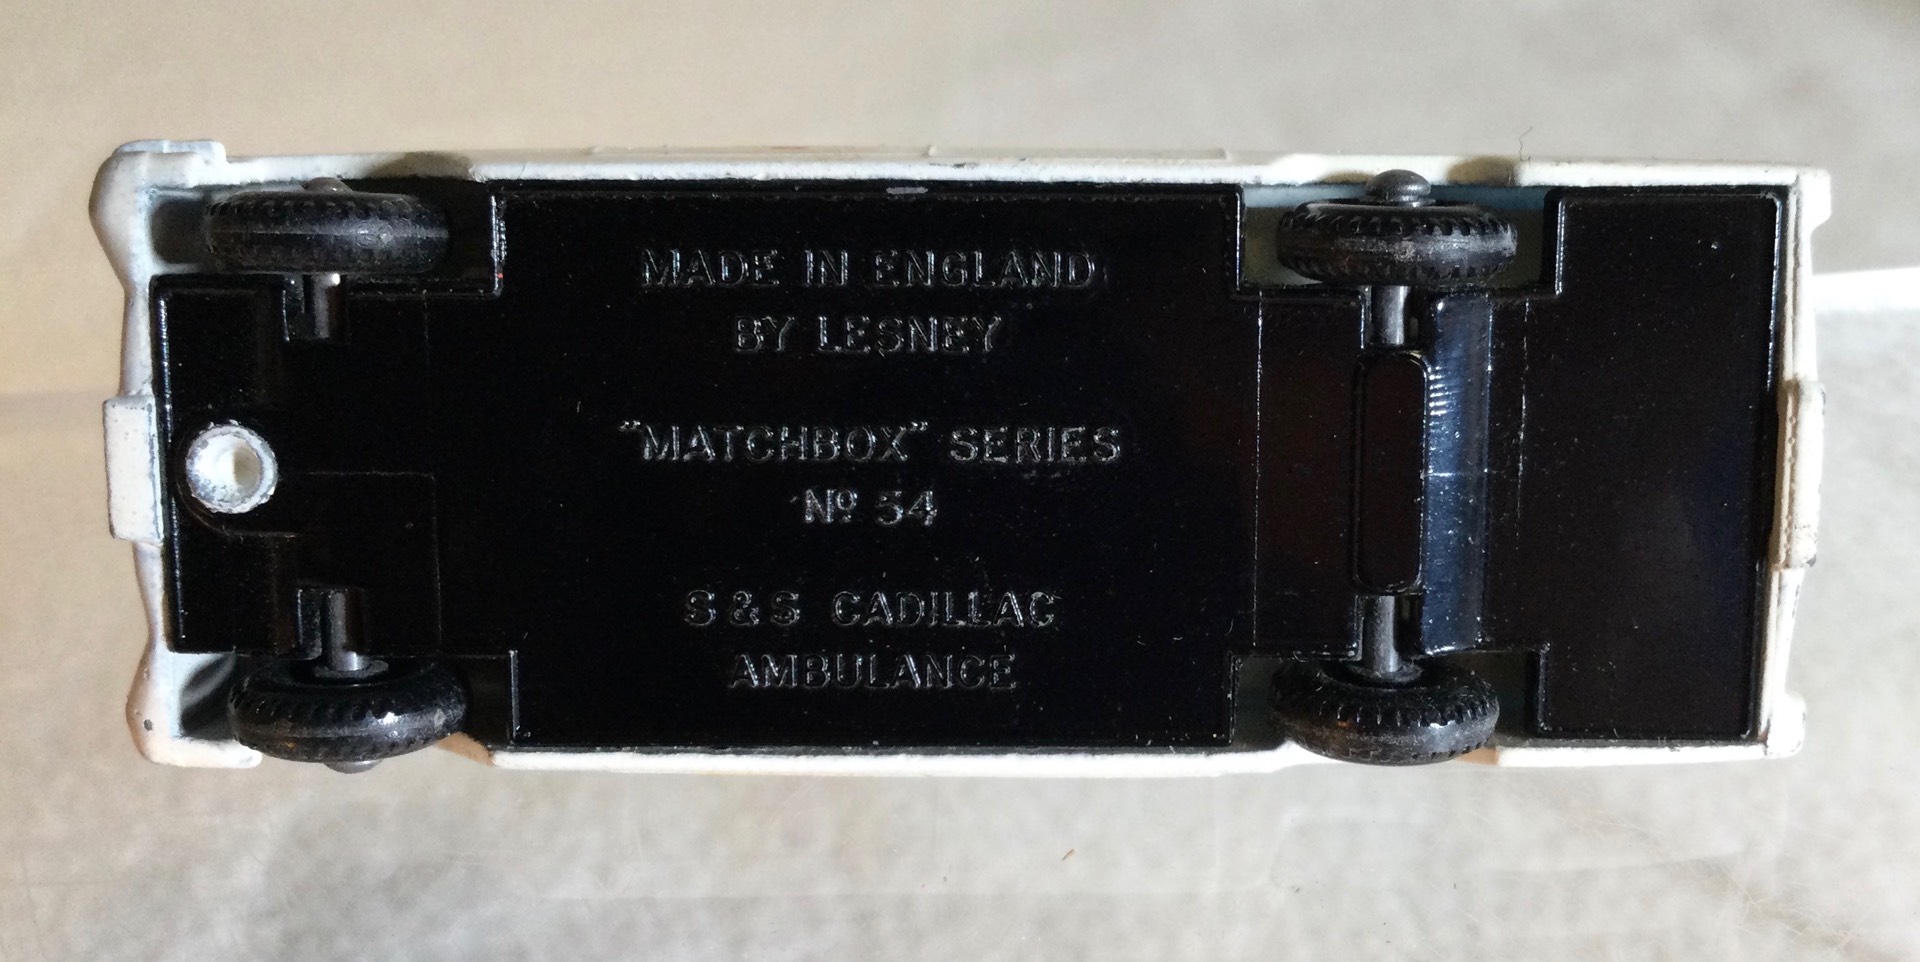 MADE IN ENGLAND
BY LESNEY
"MATCHBOX" SERIES
Nº 54
S & S CADILLAC
AMBULANCE